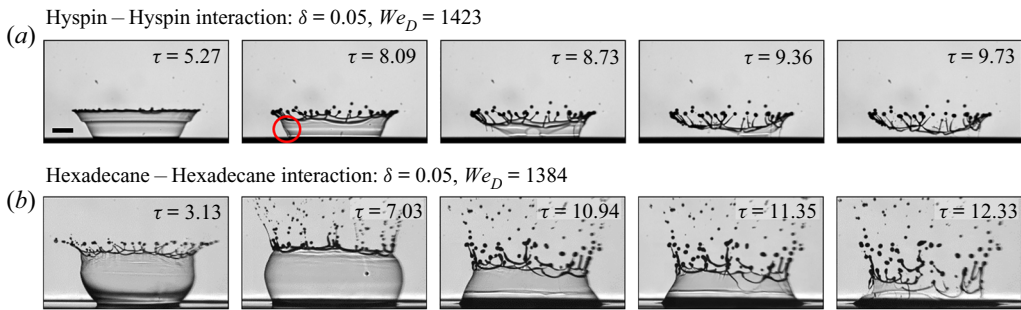 Hyspin – Hyspin interaction: δ = 0.05, We_D = 1423
(a)
τ = 5.27
τ = 8.09
τ = 8.73
τ = 9.36
τ = 9.73
Hexadecane – Hexadecane interaction: δ = 0.05, We_D = 1384
(b)
τ = 3.13
τ = 7.03
τ = 10.94
τ = 11.35
τ = 12.33